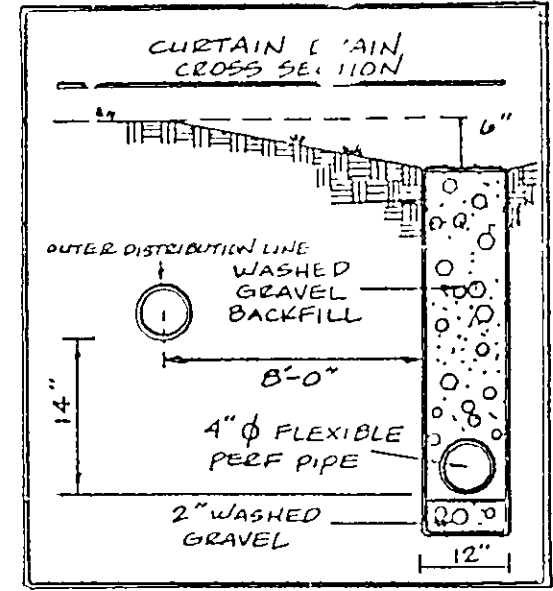 CURTAIN
CROSS
6"
OUTER DISTRIBUTION LINE
WASHED
GRAVEL
BACKFILL
8'-0"
14"
4" Φ FLEXIBLE
PERF PIPE
2" WASHED
GRAVEL
12"